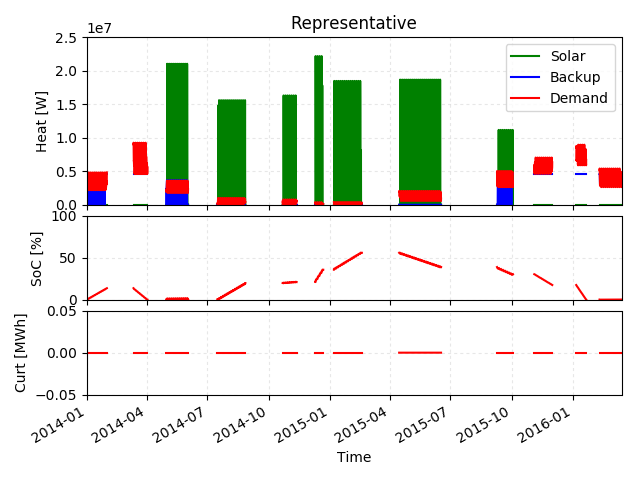 Representative
1e7
2.5
2.0
1.5
1.0
0.5
0.0
Heat [W]
Solar
Backup
Demand
100
50
0
SoC [%]
0.05
0.00
−0.05
Curt [MWh]
2014-01
2014-04
2014-07
2014-10
2015-01
2015-04
2015-07
2015-10
2016-01
Time